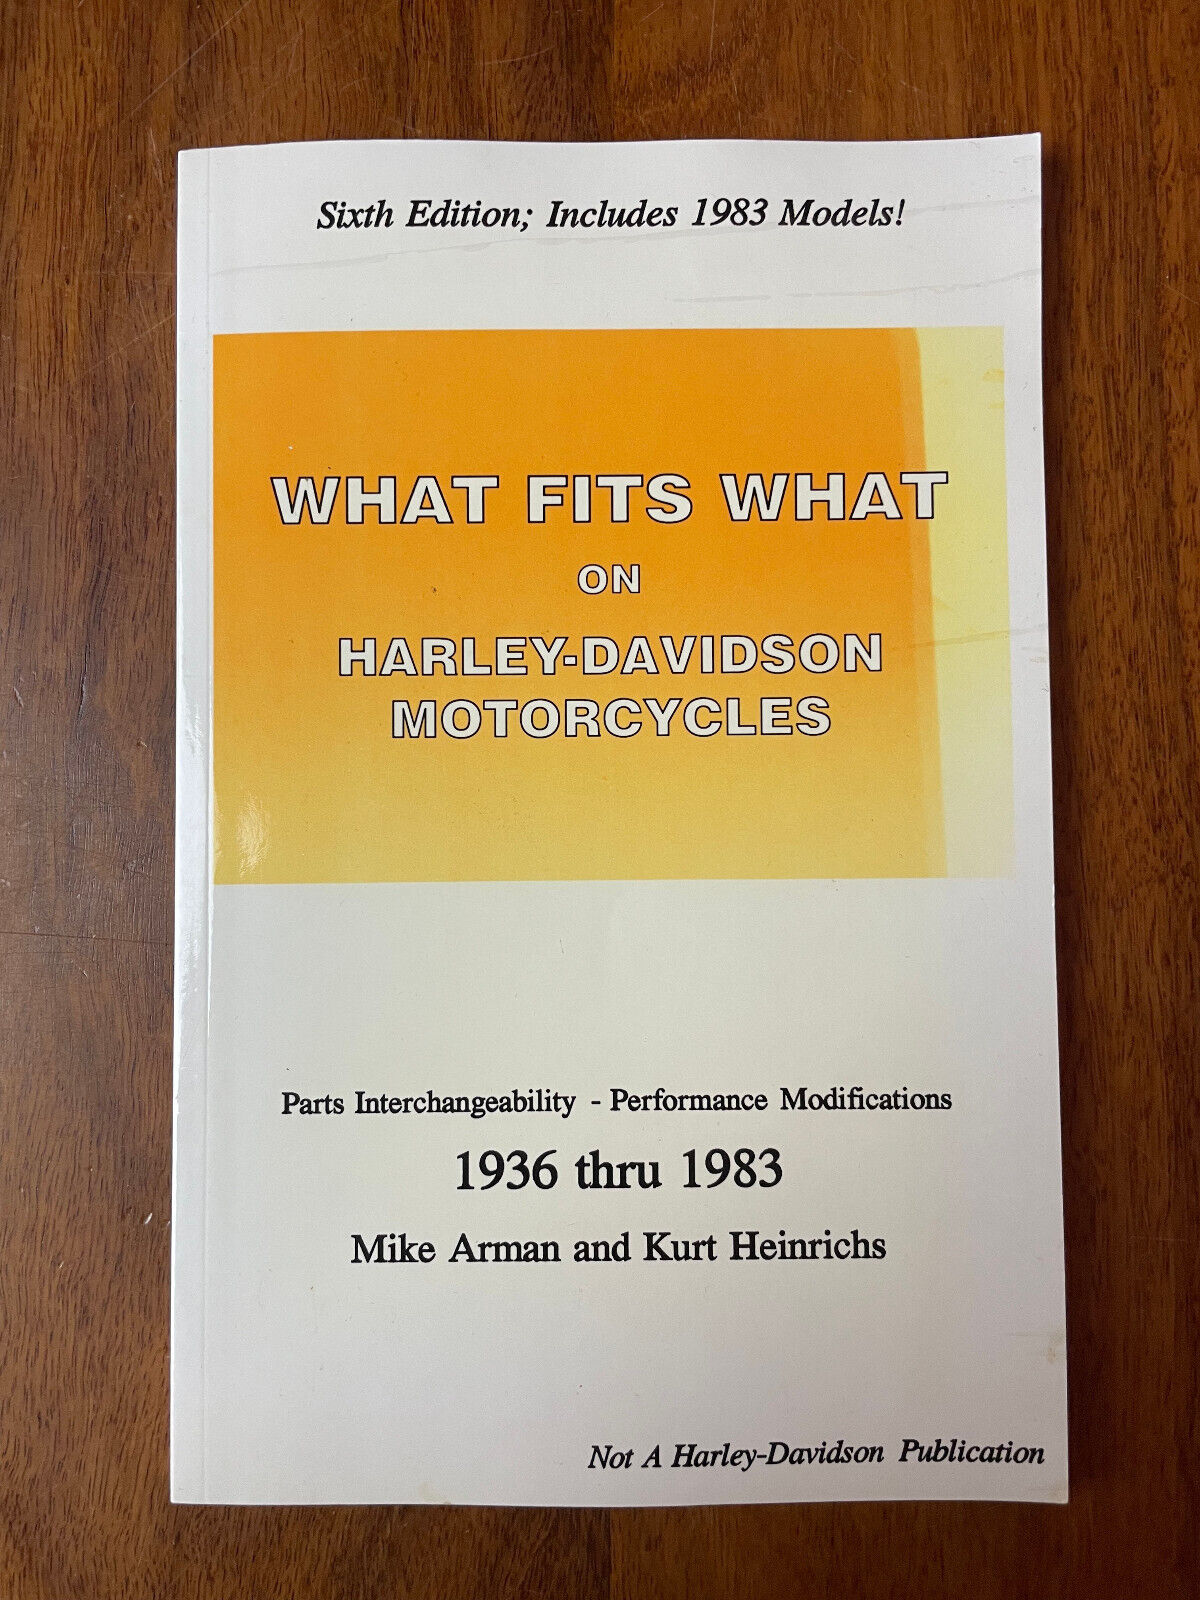 Sixth Edition; Includes 1983 Models!
WHAT FITS WHAT
ON
HARLEY-DAVIDSON
MOTORCYCLES
Parts Interchangeability - Performance Modifications
1936 thru 1983
Mike Arman and Kurt Heinrichs
Not A Harley-Davidson Publication